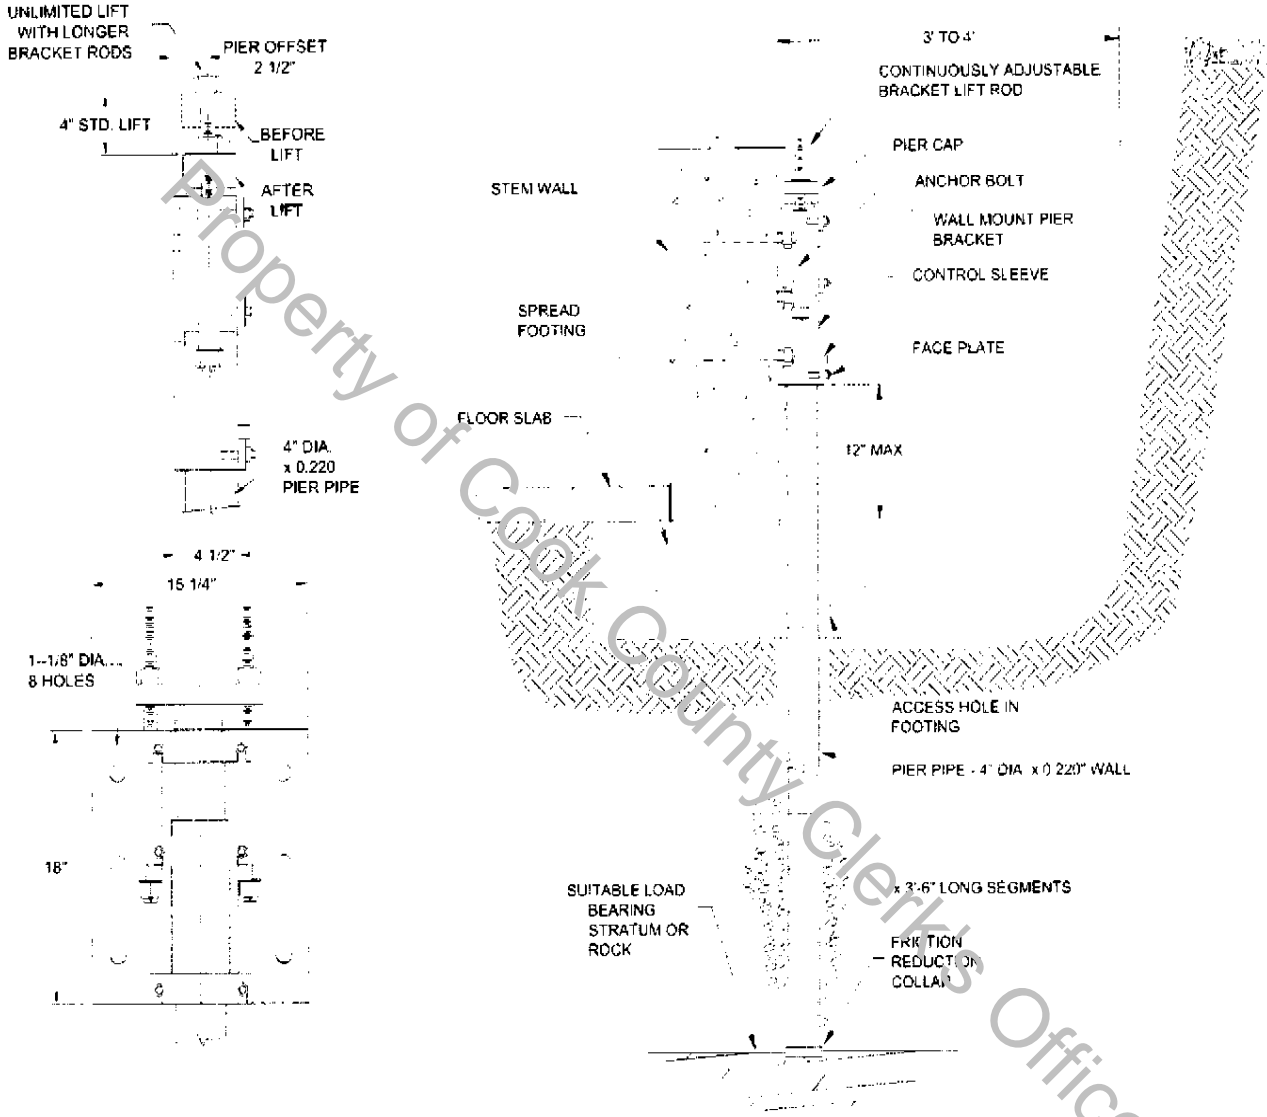 UNLIMITED LIFT
WITH LONGER
BRACKET RODS
PIER OFFSET
2 1/2"
4" STD. LIFT
BEFORE
LIFT
AFTER
LIFT
4" DIA.
x 0.220
PIER PIPE
4 1/2"
15 1/4"
1--1/8" DIA....
8 HOLES
18"
3' TO 4'
CONTINUOUSLY ADJUSTABLE
BRACKET LIFT ROD
PIER CAP
ANCHOR BOLT
STEM WALL
WALL MOUNT PIER
BRACKET
CONTROL SLEEVE
SPREAD
FOOTING
FACE PLATE
FLOOR SLAB
12" MAX
ACCESS HOLE IN
FOOTING
PIER PIPE - 4" DIA. x 0.220" WALL
x 3'-6" LONG SEGMENTS
SUITABLE LOAD
BEARING
STRATUM OR
ROCK
FRICTION
REDUCTION
COLLAR
Property of Cook County Clerk's Office